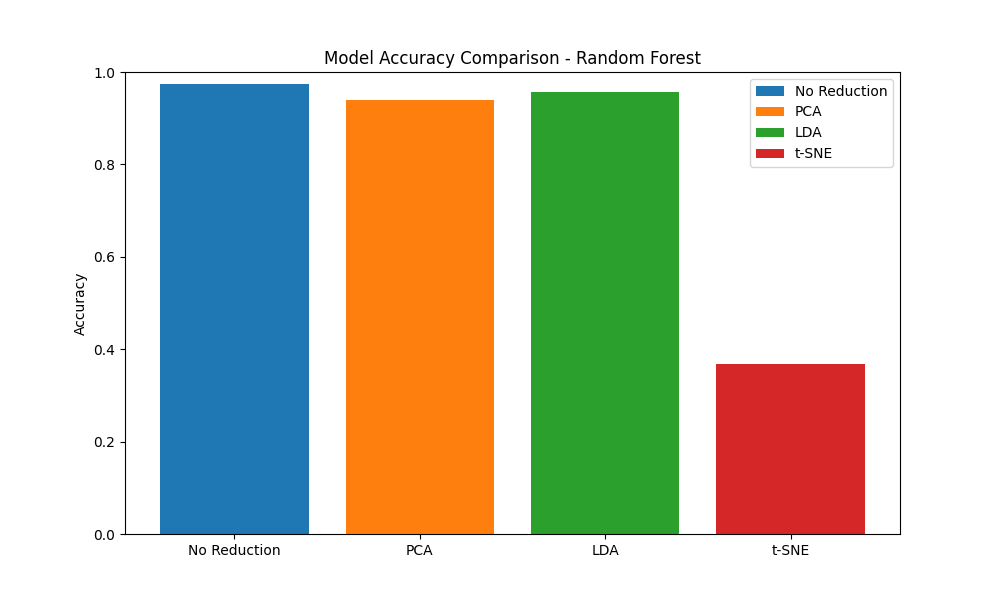 Model Accuracy Comparison - Random Forest
Accuracy
1.0
0.8
0.6
0.4
0.2
0.0
No Reduction
PCA
LDA
t-SNE
No Reduction
PCA
LDA
t-SNE